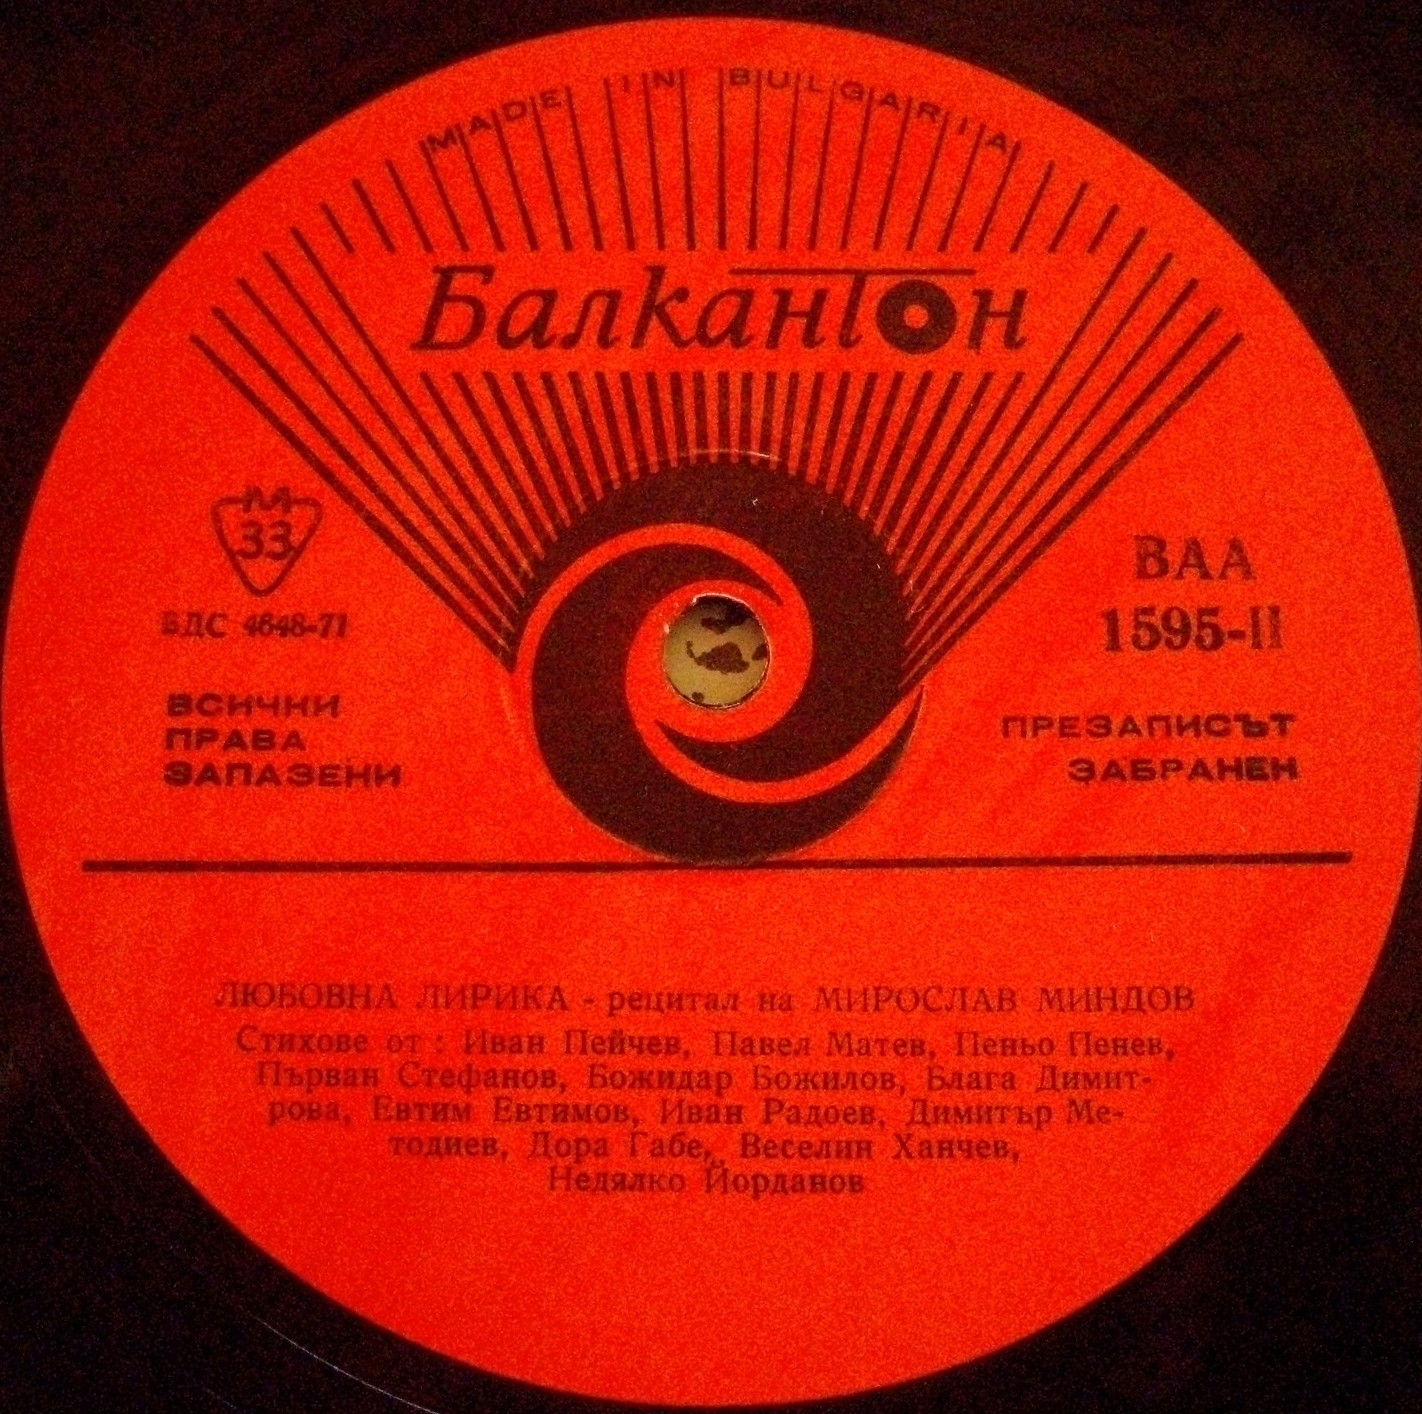 MADE IN BULGARIA
Балкантон
М
33
БДС 4648-71
ВАА
1595-II
ВСИЧНИ
ПРАВА
ЗАПАЗЕНИ
ПРЕЗАПИСЪТ
ЗАБРАНЕН
ЛЮБОВНА ЛИРИКА - рецитал на МИРОСЛАВ МИНДОВ
Стихове от : Иван Пейчев, Павел Матев, Пеньо Пенев,
Първан Стефанов, Божидар Божилов, Блага Димит-
рова, Евтим Евтимов, Иван Радоев, Димитър Ме-
тодиев, Дора Габе, Веселин Ханчев,
Недялко Йорданов